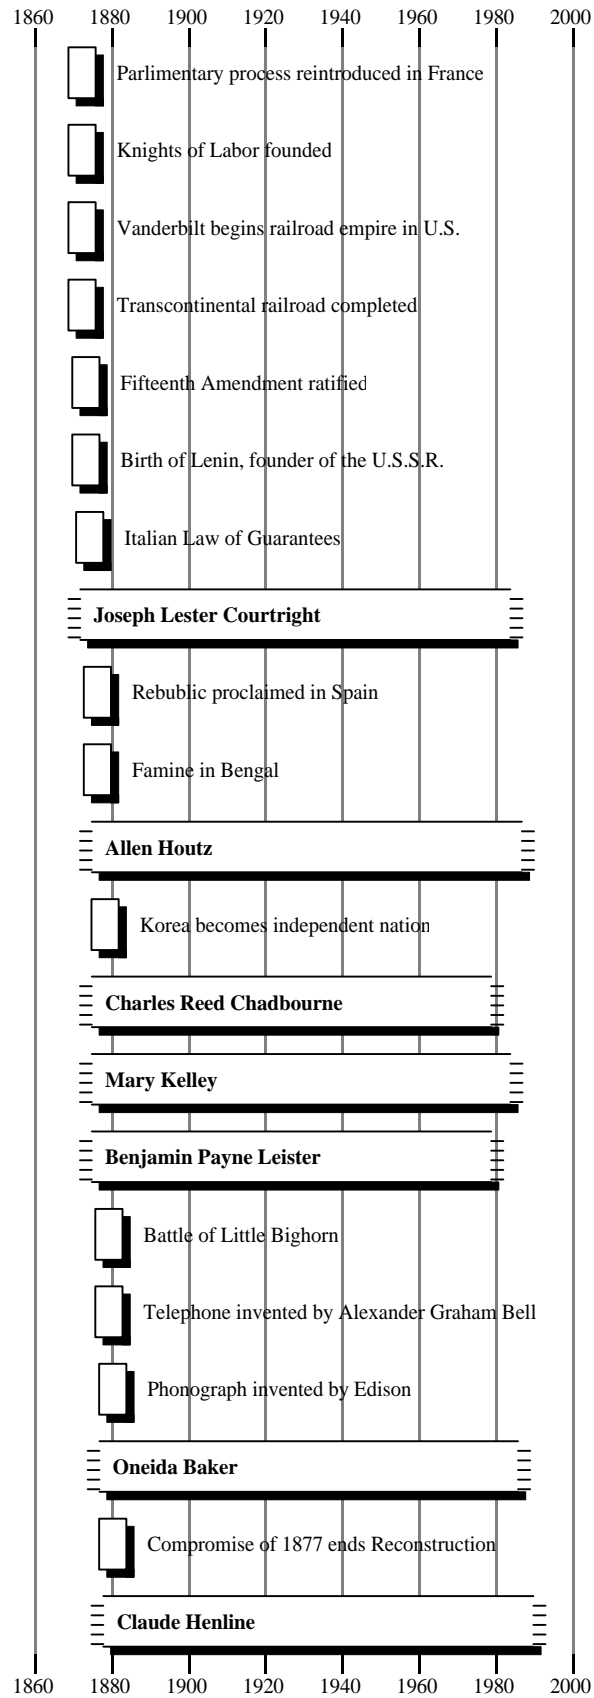 1860 1880 1900 1920 1940 1960 1980 2000
Parlimentary process reintroduced in France
Knights of Labor founded
Vanderbilt begins railroad empire in U.S.
Transcontinental railroad completed
Fifteenth Amendment ratified
Birth of Lenin, founder of the U.S.S.R.
Italian Law of Guarantees
Joseph Lester Courtright
Rebublic proclaimed in Spain
Famine in Bengal
Allen Houtz
Korea becomes independent nation
Charles Reed Chadbourne
Mary Kelley
Benjamin Payne Leister
Battle of Little Bighorn
Telephone invented by Alexander Graham Bell
Phonograph invented by Edison
Oneida Baker
Compromise of 1877 ends Reconstruction
Claude Henline
1860 1880 1900 1920 1940 1960 1980 2000